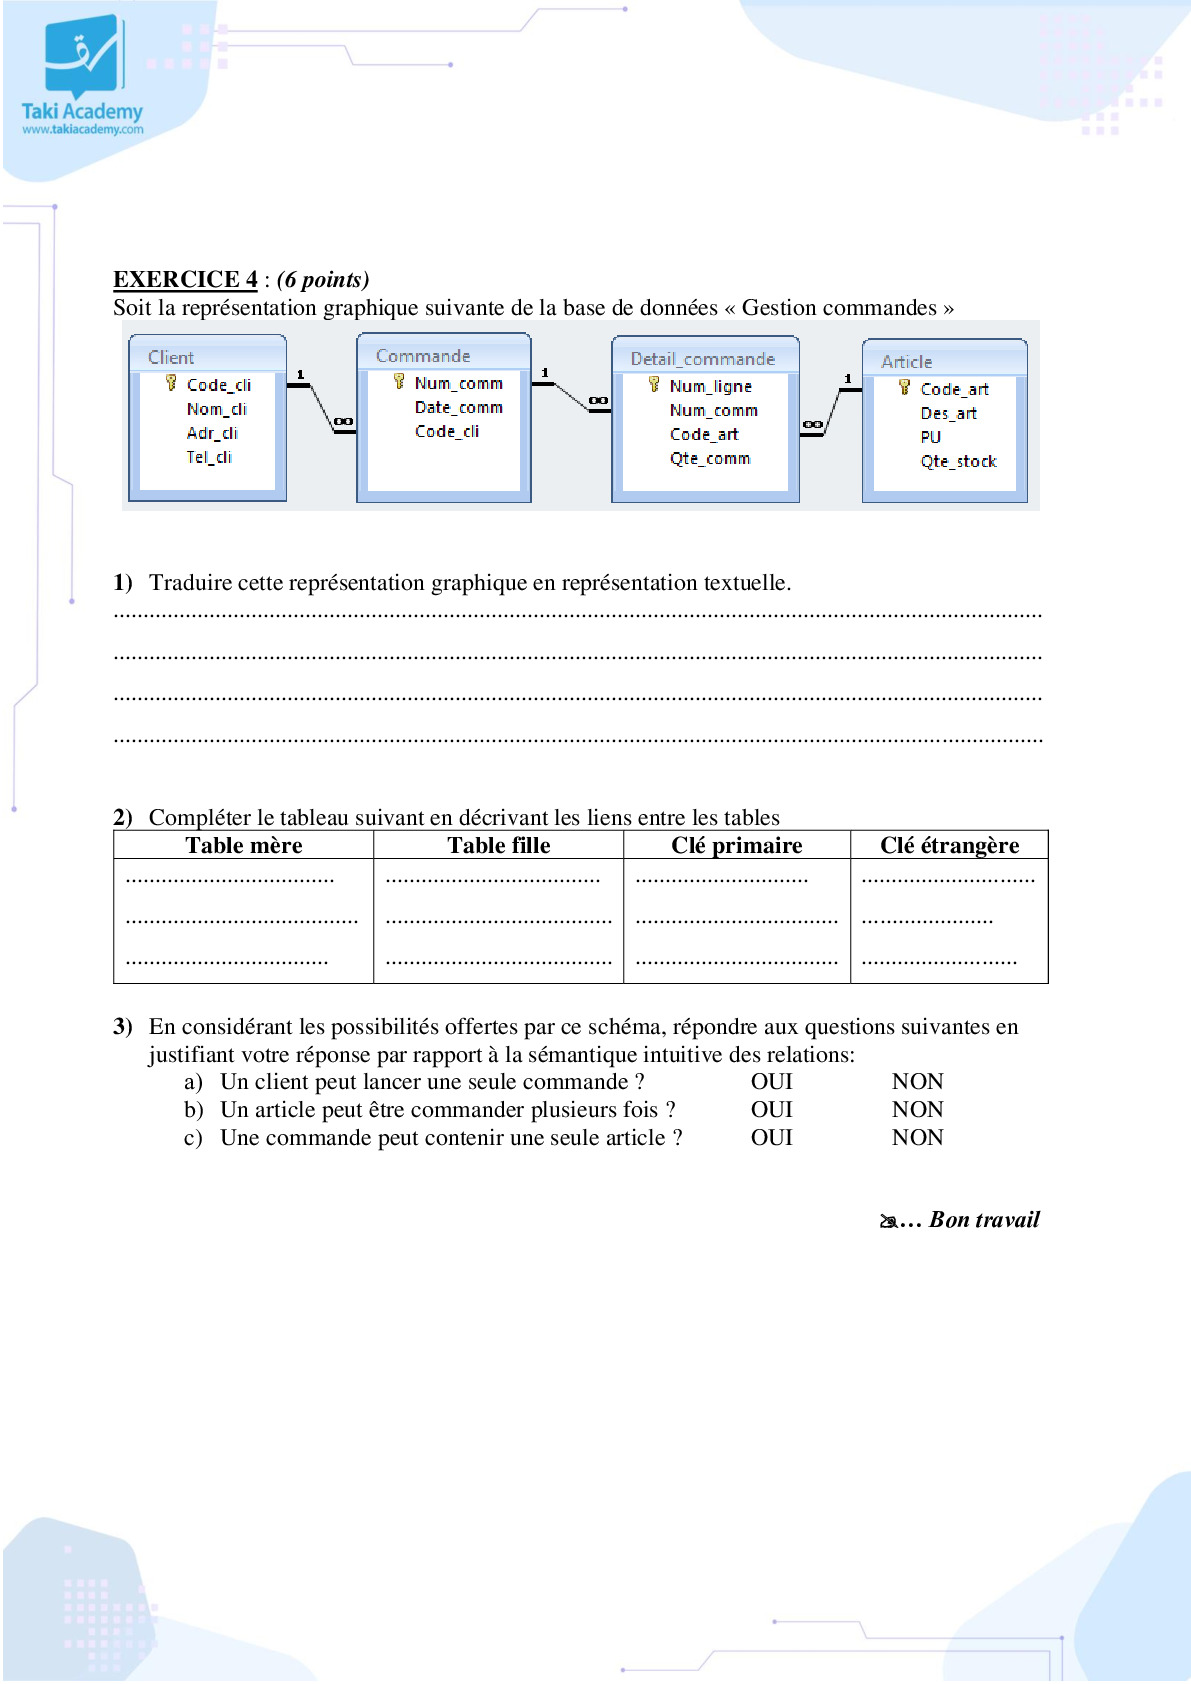 Taki Academy
www.takiacademy.com
EXERCICE 4 : (6 points)
Soit la représentation graphique suivante de la base de données « Gestion commandes »
Client
Code_cli
Nom_cli
Adr_cli
Tel_cli
1
∞
Commande
Num_comm
Date_comm
Code_cli
1
∞
Detail_commande
Num_ligne
Num_comm
Code_art
Qte_comm
∞
1
Article
Code_art
Des_art
PU
Qte_stock
1) Traduire cette représentation graphique en représentation textuelle.
2) Compléter le tableau suivant en décrivant les liens entre les tables
Table mère Table fille Clé primaire Clé étrangère
3) En considérant les possibilités offertes par ce schéma, répondre aux questions suivantes en
justifiant votre réponse par rapport à la sémantique intuitive des relations:
a) Un client peut lancer une seule commande ? OUI NON
b) Un article peut être commander plusieurs fois ? OUI NON
c) Une commande peut contenir une seule article ? OUI NON
… Bon travail